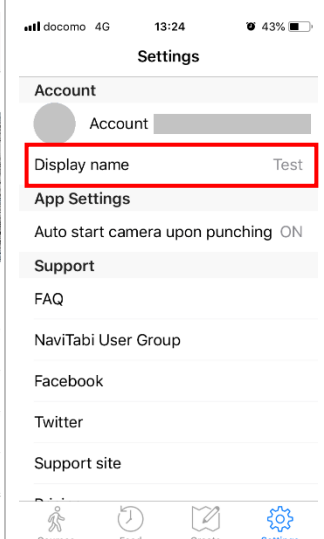 docomo 4G 13:24 43%
Settings
Account
Account
Display name Test
App Settings
Auto start camera upon punching ON
Support
FAQ
NaviTabi User Group
Facebook
Twitter
Support site